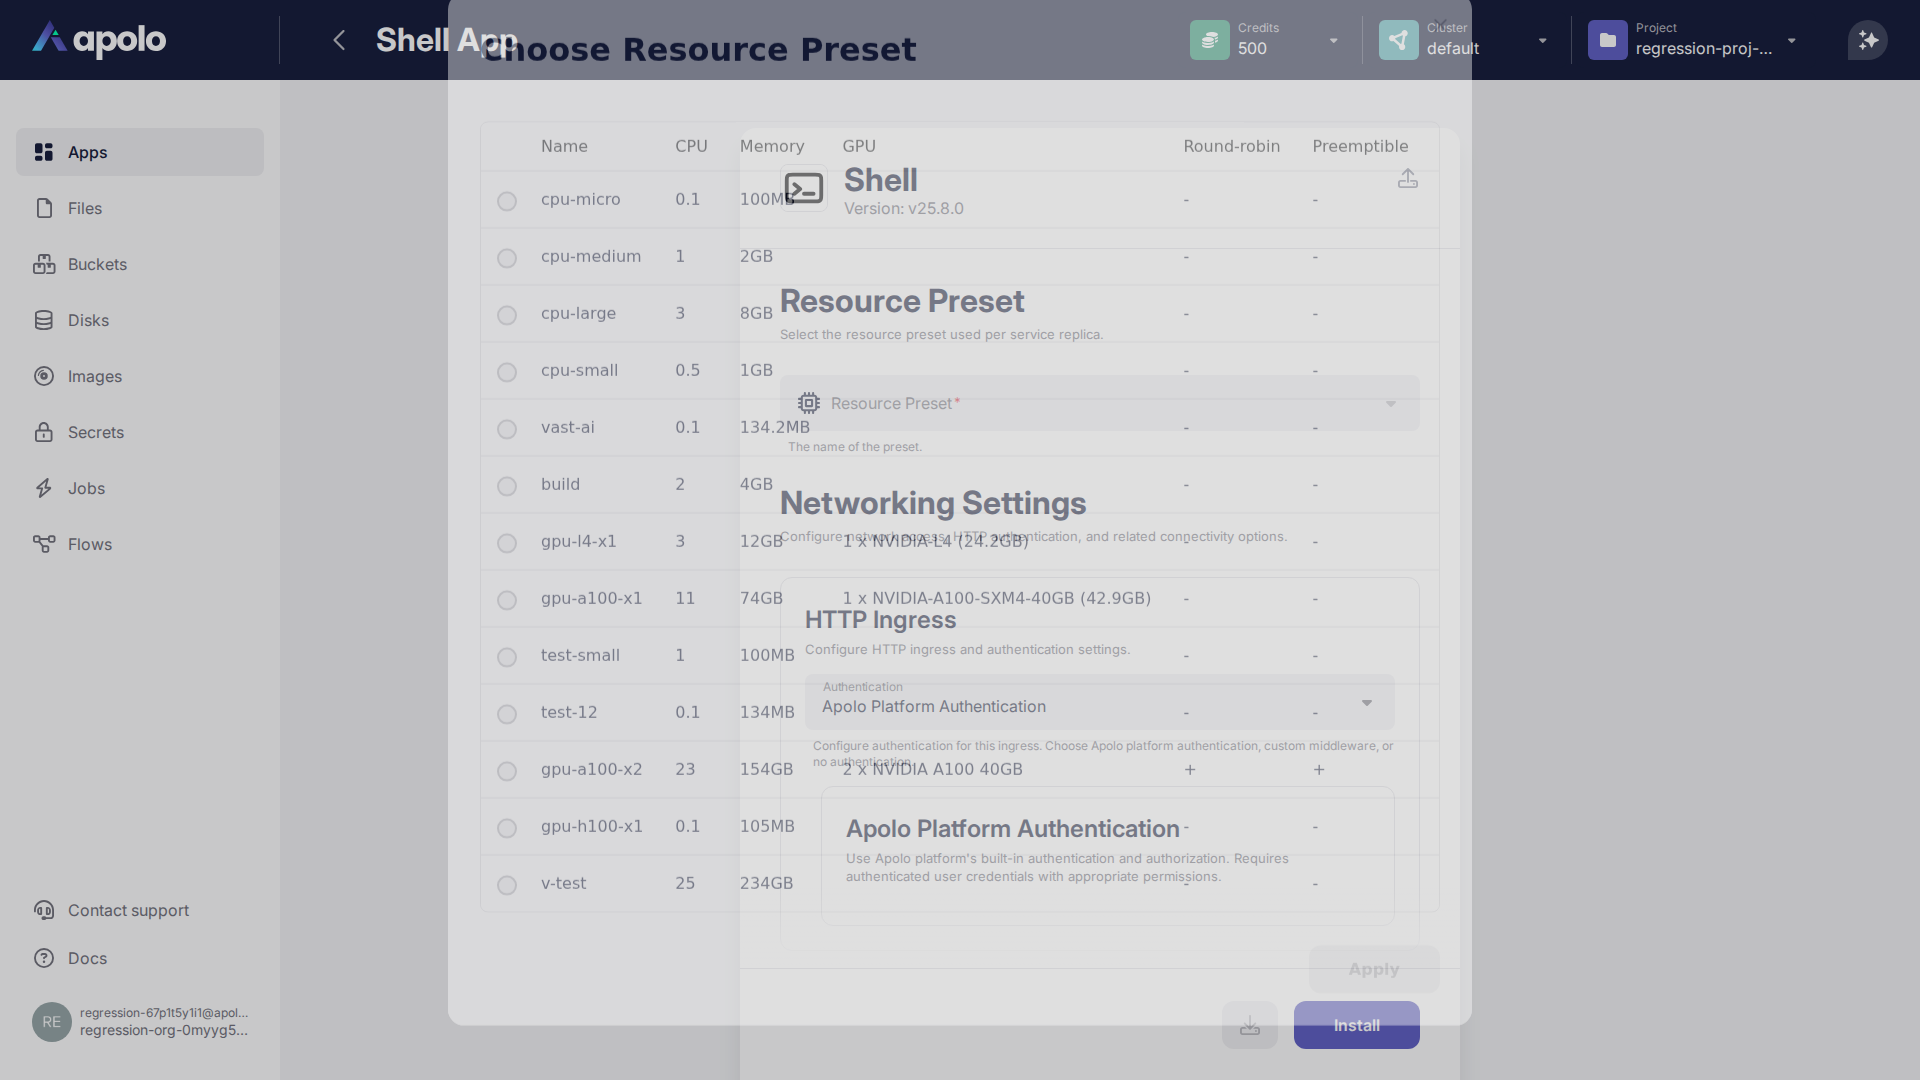 apolo
Shell App
Credits
500
Cluster
default
Project
regression-proj-...
Choose Resource Preset
Apps
Files
Buckets
Disks
Images
Secrets
Jobs
Flows
Contact support
Docs
RE
regression-67p1t5y1i1@apol...
regression-org-0myyg5...
Name CPU Memory GPU Round-robin Preemptible
cpu-micro 0.1 100MB - -
cpu-medium 1 2GB - -
cpu-large 3 8GB - -
cpu-small 0.5 1GB - -
vast-ai 0.1 134.2MB - -
build 2 4GB - -
gpu-l4-x1 3 12GB 1 x NVIDIA-L4 (24.2GB) - -
gpu-a100-x1 11 74GB 1 x NVIDIA-A100-SXM4-40GB (42.9GB) - -
test-small 1 100MB - -
test-12 0.1 134MB - -
gpu-a100-x2 23 154GB 2 x NVIDIA A100 40GB + +
gpu-h100-x1 0.1 105MB - -
v-test 25 234GB - -
Apply
Shell
Version: v25.8.0
Resource Preset
Select the resource preset used per service replica.
Resource Preset*
The name of the preset.
Networking Settings
Configure network access, HTTP authentication, and related connectivity options.
HTTP Ingress
Configure HTTP ingress and authentication settings.
Authentication
Apolo Platform Authentication
Configure authentication for this ingress. Choose Apolo platform authentication, custom middleware, or
no authentication.
Apolo Platform Authentication
Use Apolo platform's built-in authentication and authorization. Requires
authenticated user credentials with appropriate permissions.
Install